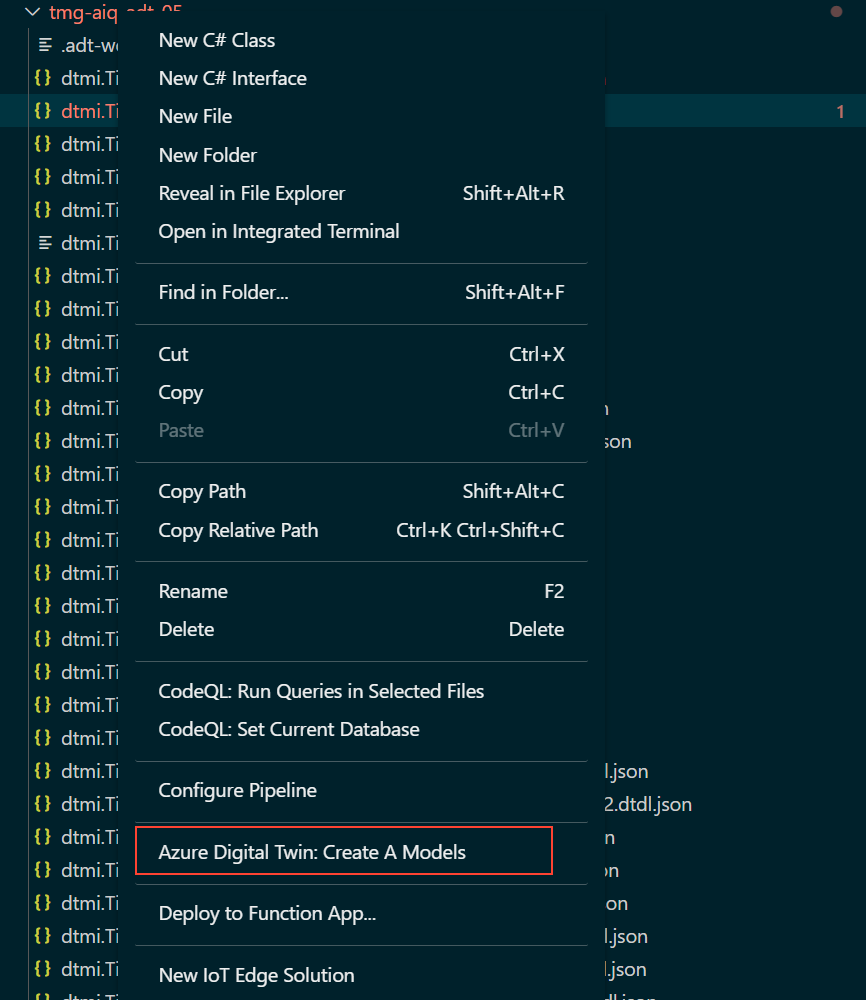 tmg-aiq-adt-05
.adt-w
dtmi.Ti
New C# Class
dtmi.Ti
New C# Interface
dtmi.Ti
1
New File
dtmi.Ti
New Folder
dtmi.Ti
Reveal in File Explorer Shift+Alt+R
dtmi.Ti
Open in Integrated Terminal
dtmi.Ti
dtmi.Ti
Find in Folder... Shift+Alt+F
dtmi.Ti
dtmi.Ti
Cut Ctrl+X
dtmi.Ti
Copy Ctrl+C
dtmi.Ti n
Paste Ctrl+V
dtmi.Ti son
dtmi.Ti
Copy Path Shift+Alt+C
dtmi.Ti
Copy Relative Path Ctrl+K Ctrl+Shift+C
dtmi.Ti
dtmi.Ti
Rename F2
dtmi.Ti
Delete Delete
dtmi.Ti
dtmi.Ti
CodeQL: Run Queries in Selected Files
dtmi.Ti
CodeQL: Set Current Database
dtmi.Ti
dtmi.Ti l.json
Configure Pipeline
dtmi.Ti 2.dtdl.json
dtmi.Ti n
Azure Digital Twin: Create A Models
dtmi.Ti on
dtmi.Ti on
Deploy to Function App...
dtmi.Ti l.json
dtmi.Ti l.json
New IoT Edge Solution